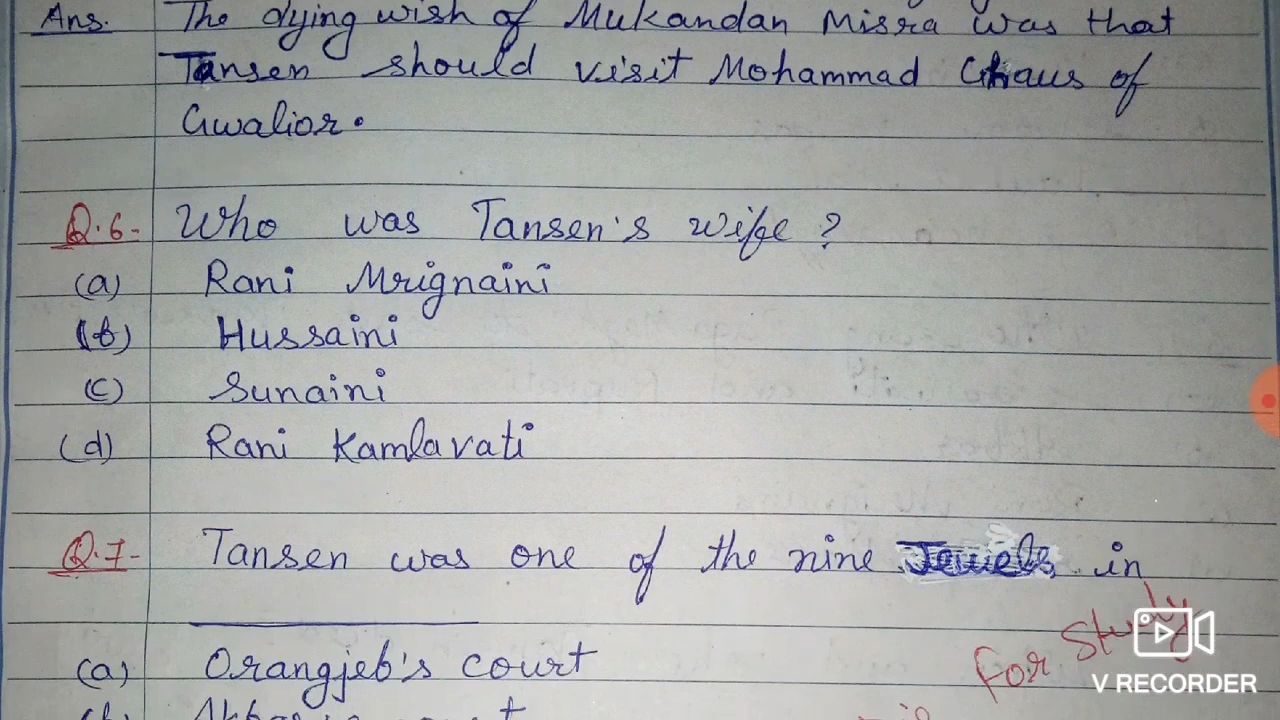 Ans. The dying wish of Mukandan Misra was that
Tansen should visit Mohammad Ghaus of
Gwalior.
Q.6- Who was Tansen's wife ?
(a) Rani Mrignaini
(b) Hussaini
(c) Sunaini
(d) Rani Kamlavati
Q.7- Tansen was one of the nine Jewels in
(a) Orangjeb's court
For Study
V RECORDER